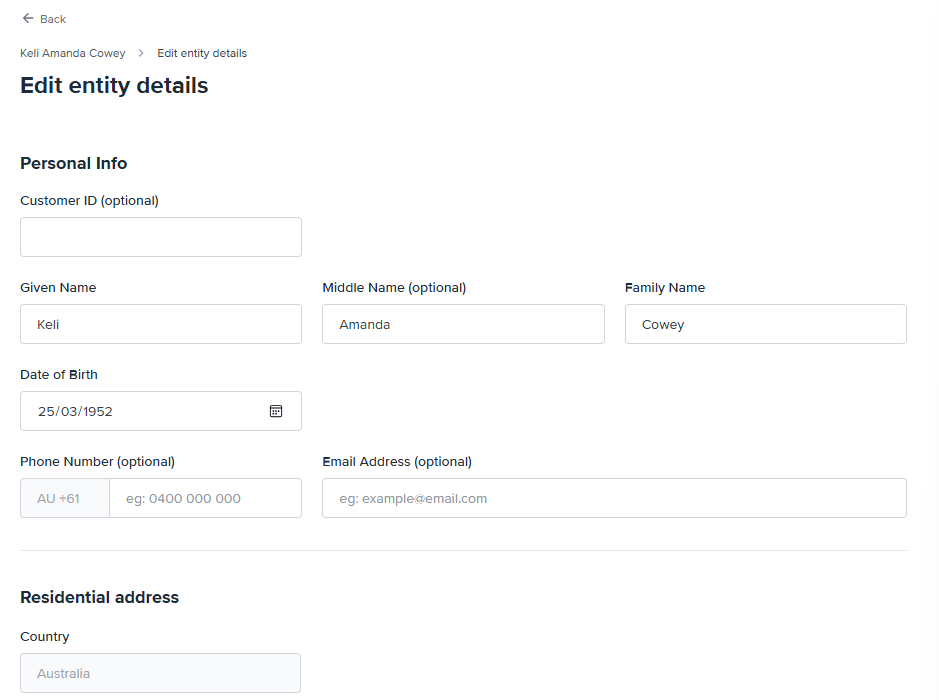 Back
Keli Amanda Cowey > Edit entity details
Edit entity details
Personal Info
Customer ID (optional)
Given Name Middle Name (optional) Family Name
Keli Amanda Cowey
Date of Birth
25/03/1952
Phone Number (optional) Email Address (optional)
AU +61 eg: 0400 000 000 eg: example@email.com
Residential address
Country
Australia